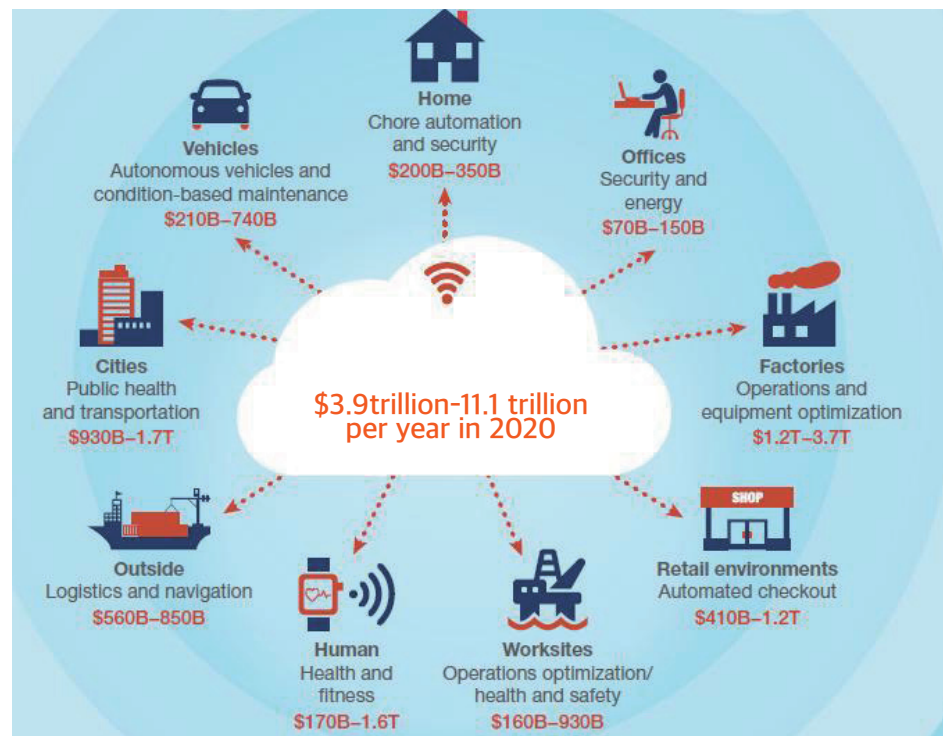 Home
Chore automation
and security
$200B–350B
Vehicles
Autonomous vehicles and
condition-based maintenance
$210B–740B
Offices
Security and
energy
$70B–150B
Cities
Public health
and transportation
$930B–1.7T
Factories
Operations and
equipment optimization
$1.2T–3.7T
$3.9trillion-11.1 trillion
per year in 2020
Outside
Logistics and navigation
$560B–850B
SHOP
Retail environments
Automated checkout
$410B–1.2T
Human
Health and
fitness
$170B–1.6T
Worksites
Operations optimization/
health and safety
$160B–930B